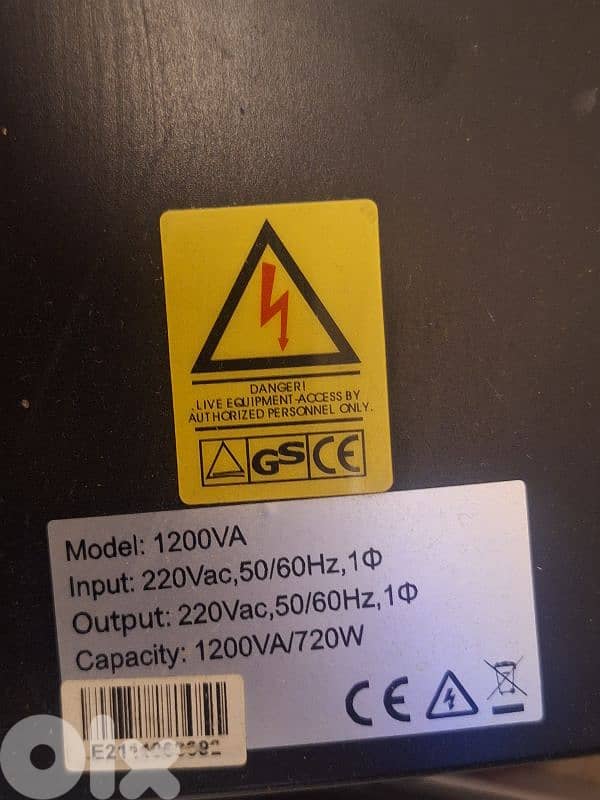 DANGER!
LIVE EQUIPMENT-ACCESS BY
AUTHORIZED PERSONNEL ONLY.
GS CE
Model: 1200VA
Input: 220Vac,50/60Hz,1Φ
Output: 220Vac,50/60Hz,1Φ
Capacity: 1200VA/720W
CE
olx